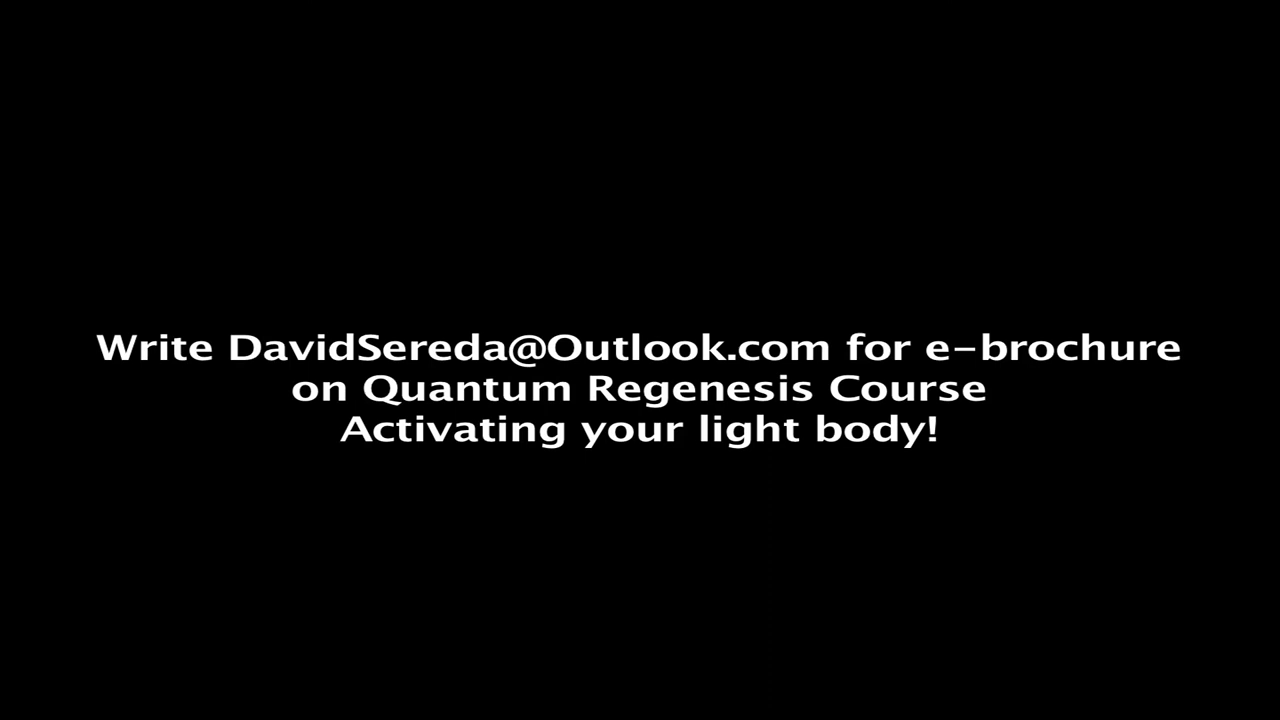 Write DavidSereda@Outlook.com for e-brochure
on Quantum Regenesis Course
Activating your light body!